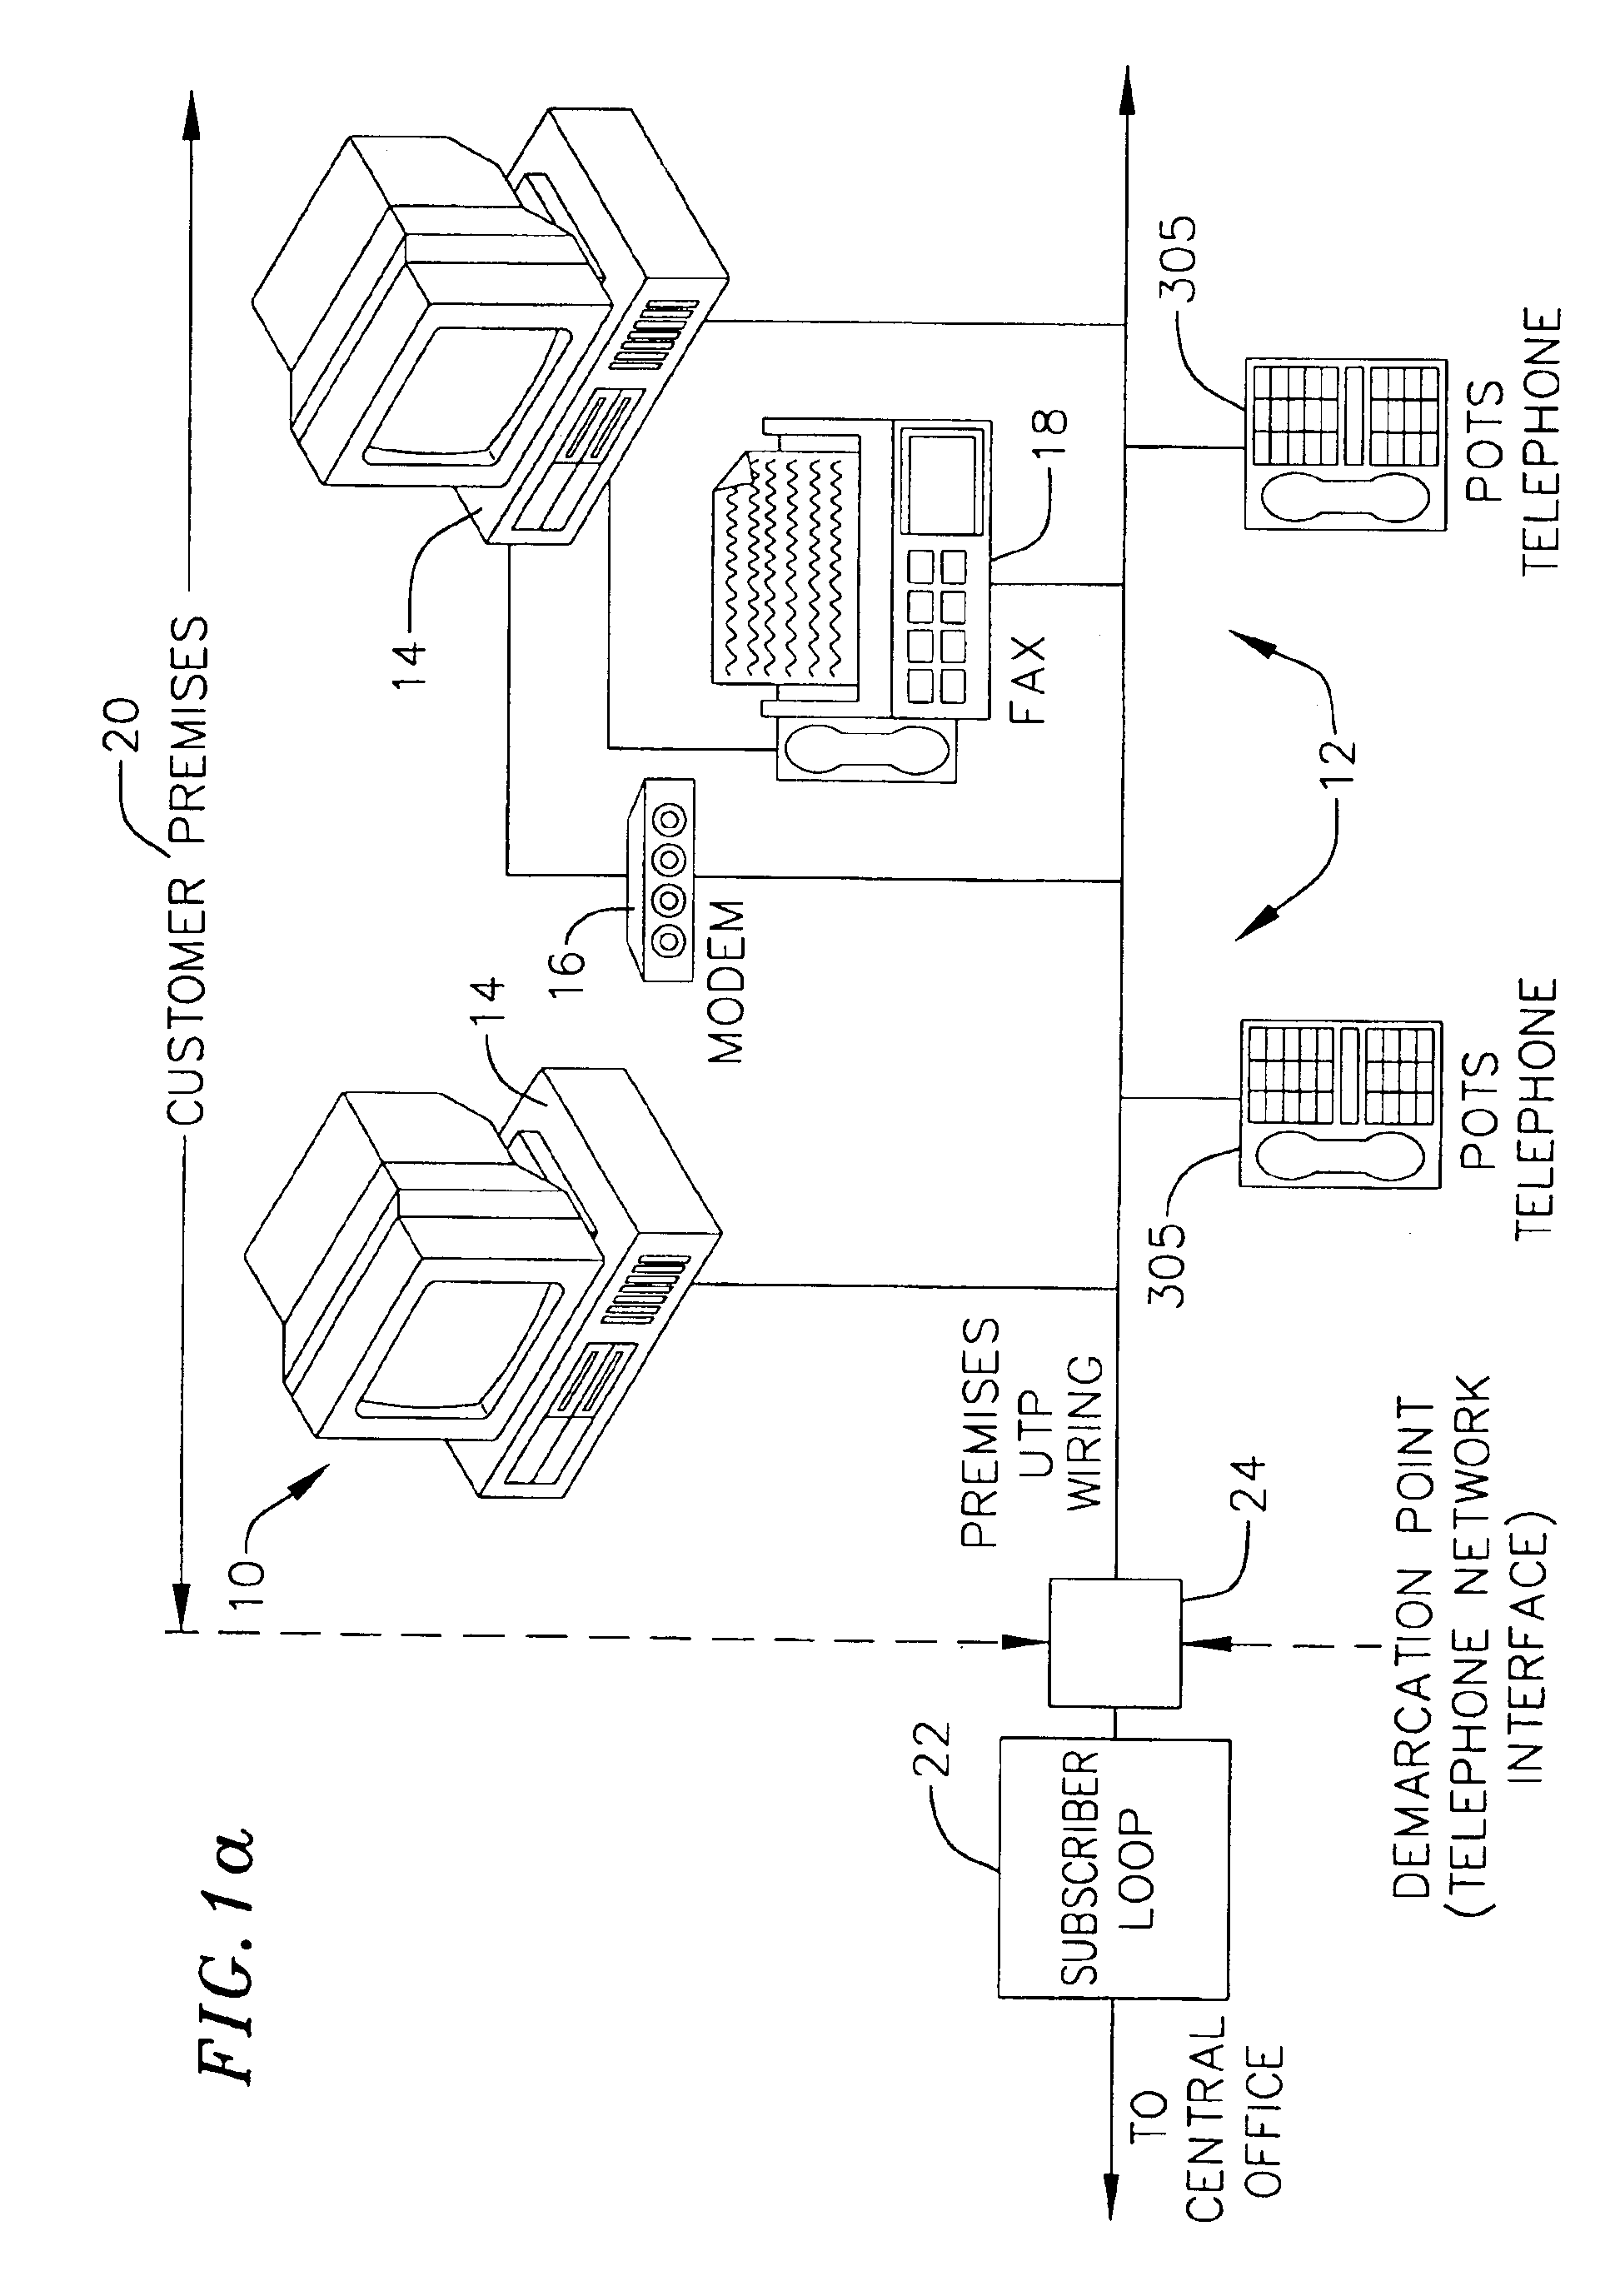 FIG.1a
20
CUSTOMER PREMISES
10
14
14
16
MODEM
18
FAX
PREMISES
UTP
WIRING
22
SUBSCRIBER
LOOP
24
TO
CENTRAL
OFFICE
DEMARCATION POINT
(TELEPHONE NETWORK
INTERFACE)
305
POTS
TELEPHONE
12
305
POTS
TELEPHONE